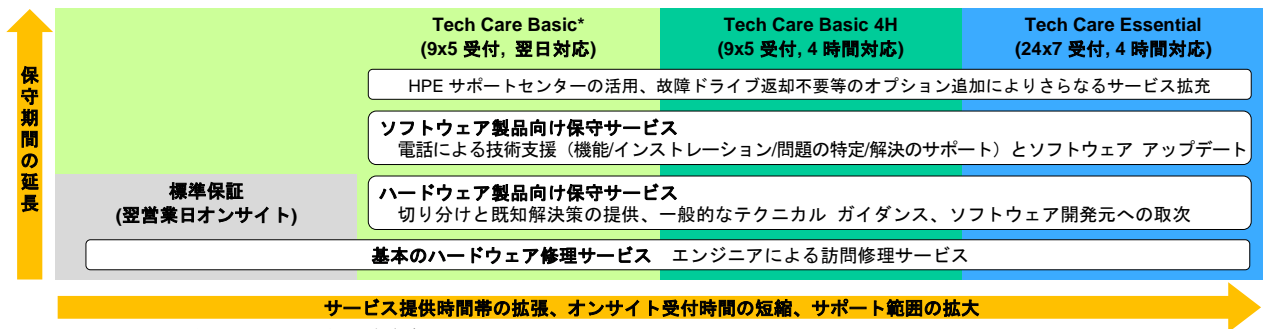 Tech Care Basic*
(9x5 受付, 翌日対応)
Tech Care Basic 4H
(9x5 受付, 4 時間対応)
Tech Care Essential
(24x7 受付, 4 時間対応)
保守期間の延長
HPE サポートセンターの活用、故障ドライブ返却不要等のオプション追加によりさらなるサービス拡充
ソフトウェア製品向け保守サービス
電話による技術支援（機能/インストレーション/問題の特定/解決のサポート）とソフトウェア アップデート
標準保証
(翌営業日オンサイト)
ハードウェア製品向け保守サービス
切り分けと既知解決策の提供、一般的なテクニカル ガイダンス、ソフトウェア開発元への取次
基本のハードウェア修理サービス エンジニアによる訪問修理サービス
サービス提供時間帯の拡張、オンサイト受付時間の短縮、サポート範囲の拡大